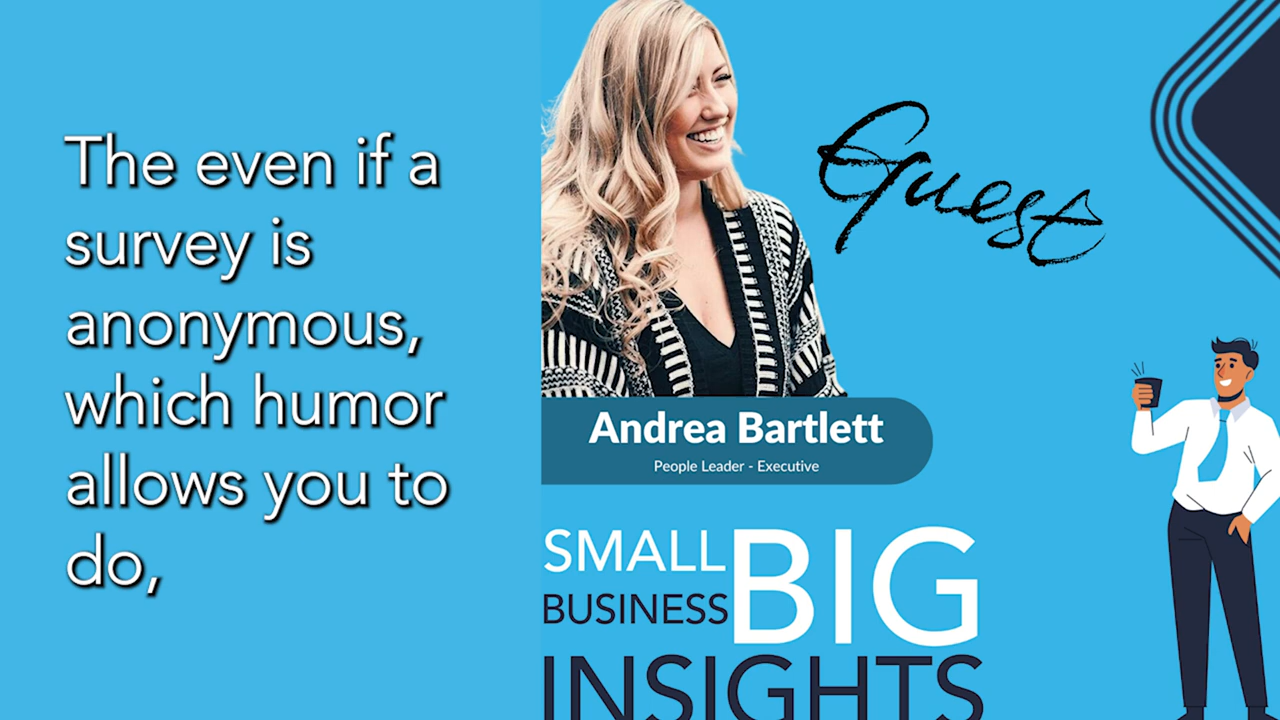 The even if a
survey is
anonymous,
which humor
allows you to
do,
Guest
Andrea Bartlett
People Leader - Executive
SMALL BIG
BUSINESS
INSIGHTS